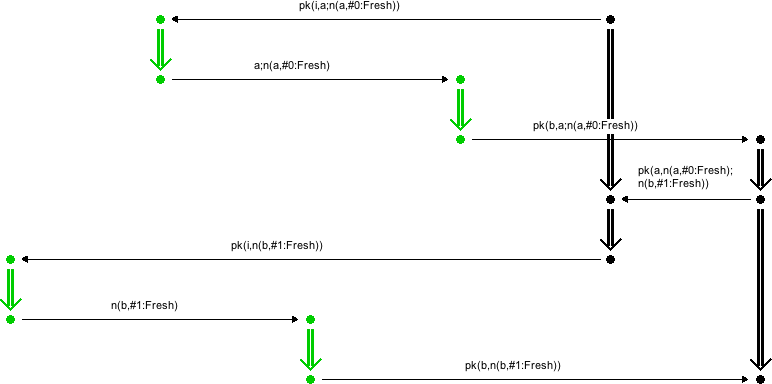 pk(i,a;n(a,#0:Fresh))
a;n(a,#0:Fresh)
pk(b,a;n(a,#0:Fresh))
pk(a,n(a,#0:Fresh);
n(b,#1:Fresh))
pk(i,n(b,#1:Fresh))
n(b,#1:Fresh)
pk(b,n(b,#1:Fresh))